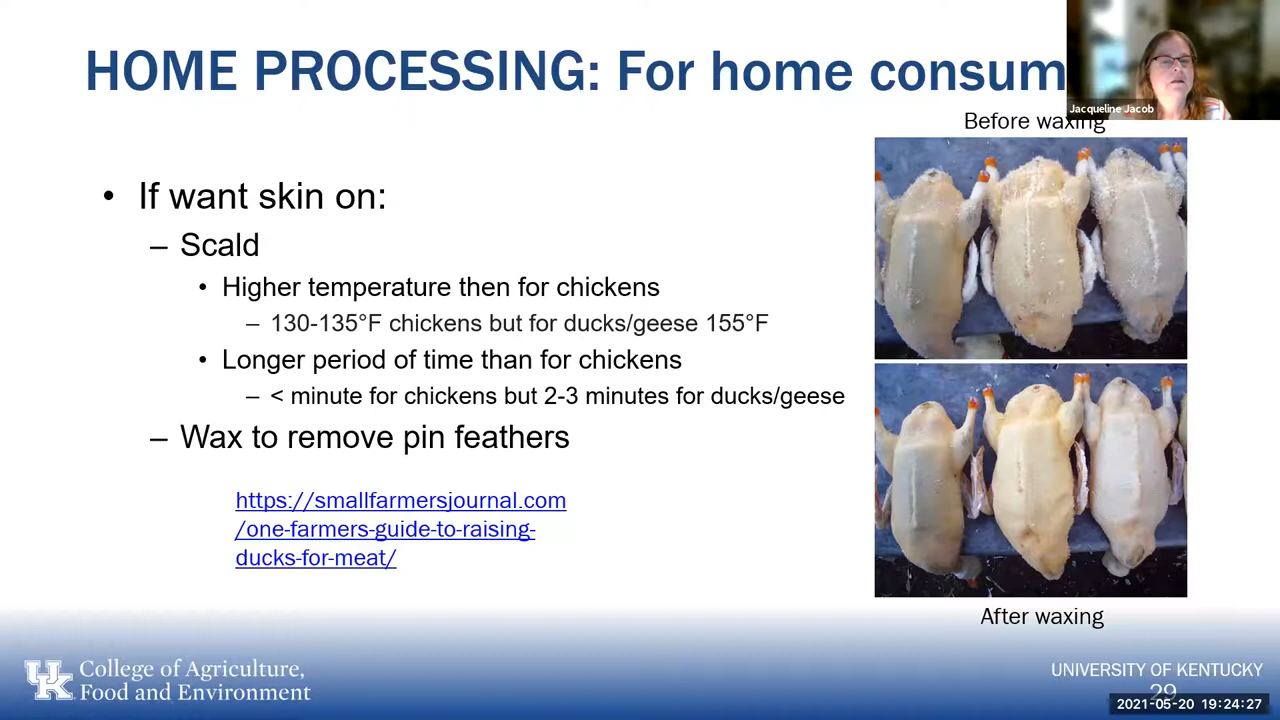 HOME PROCESSING: For home consum
Jacqueline Jacob
Before waxing
• If want skin on:
– Scald
• Higher temperature then for chickens
– 130-135°F chickens but for ducks/geese 155°F
• Longer period of time than for chickens
– < minute for chickens but 2-3 minutes for ducks/geese
– Wax to remove pin feathers
https://smallfarmersjournal.com
/one-farmers-guide-to-raising-
ducks-for-meat/
After waxing
UK
College of Agriculture,
Food and Environment
UNIVERSITY OF KENTUCKY
29
2021-05-20 19:24:27